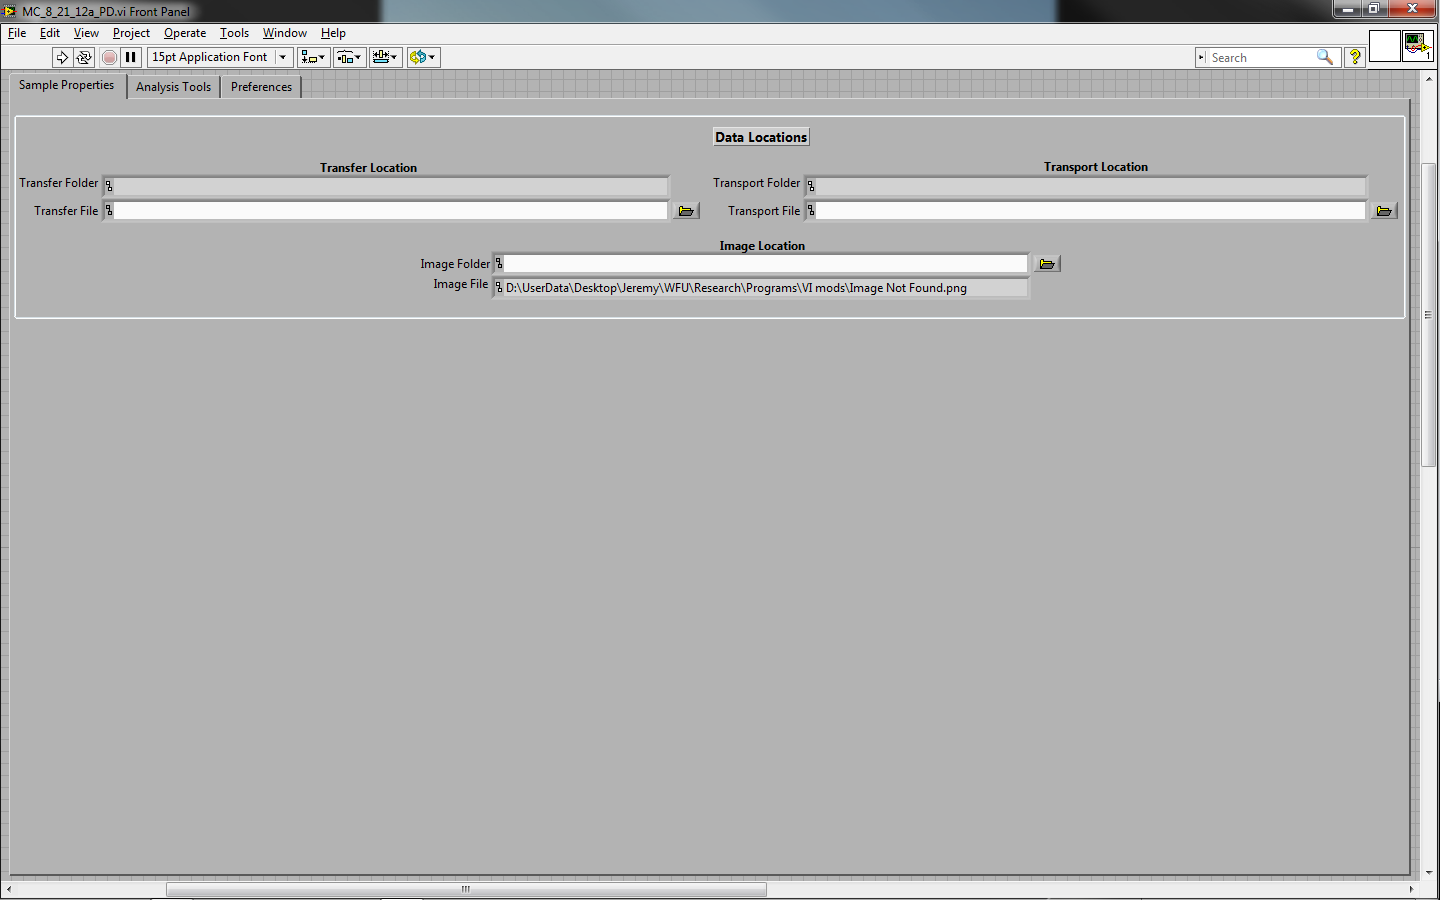 MC_8_21_12a_PD.vi Front Panel
File Edit View Project Operate Tools Window Help
15pt Application Font
Search
?
1
Sample Properties Analysis Tools Preferences
Data Locations
Transfer Location
Transfer Folder
Transfer File
Transport Location
Transport Folder
Transport File
Image Location
Image Folder
Image File D:\UserData\Desktop\Jeremy\WFU\Research\Programs\VI mods\Image Not Found.png